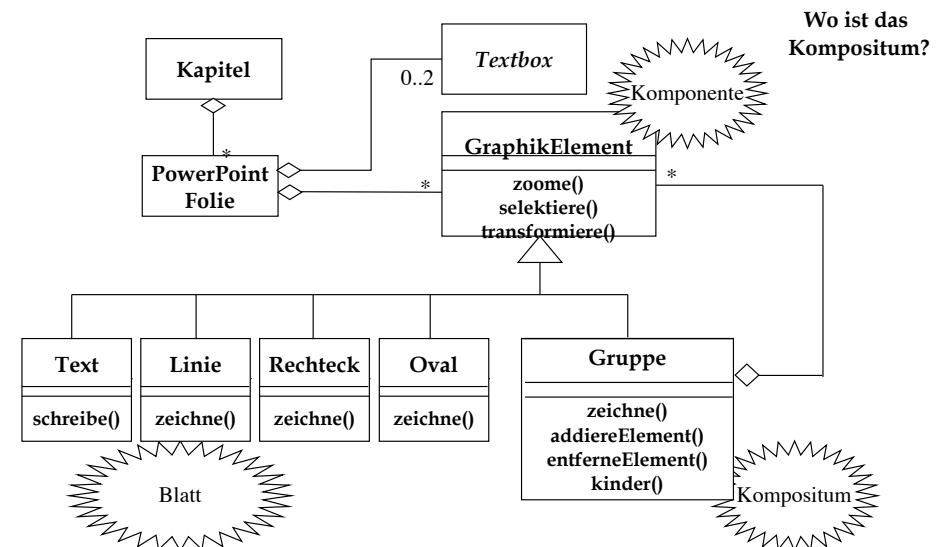 Wo ist das
Kompositum?
Kapitel
Textbox
0..2
Komponente
*
PowerPoint
Folie
*
GraphikElement
*
zoome()
selektiere()
transformiere()
Text
Linie
Rechteck
Oval
Gruppe
schreibe()
zeichne()
zeichne()
zeichne()
zeichne()
addiereElement()
entferneElement()
kinder()
Blatt
Kompositum